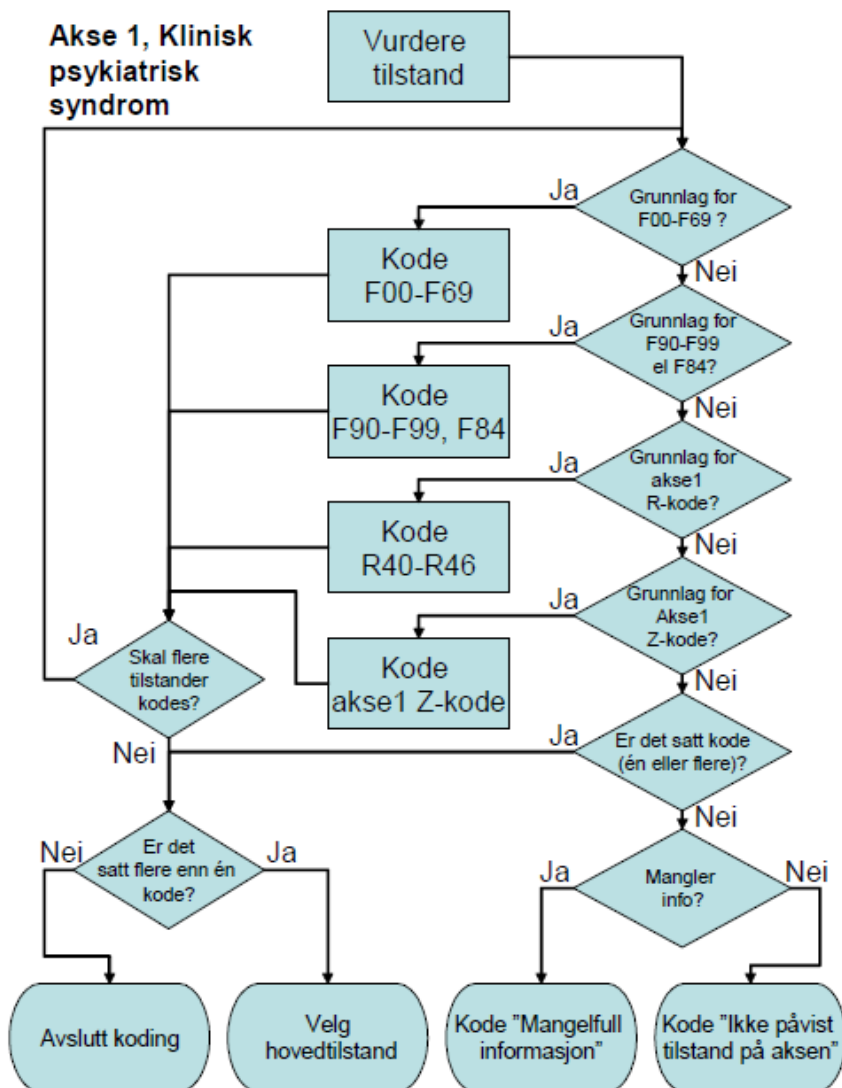 Akse 1, Klinisk
psykiatrisk
syndrom
Vurdere
tilstand
Ja
Grunnlag for
F00-F69 ?
Nei
Kode
F00-F69
Ja
Grunnlag for
F90-F99
el F84?
Nei
Kode
F90-F99, F84
Ja
Grunnlag for
akse1
R-kode?
Nei
Kode
R40-R46
Ja
Grunnlag for
Akse1
Z-kode?
Nei
Kode
akse1 Z-kode
Ja
Skal flere
tilstander
kodes?
Nei
Ja
Er det satt kode
(én eller flere)?
Nei
Nei
Er det
satt flere enn én
kode?
Ja
Ja
Mangler
info?
Nei
Avslutt koding
Velg
hovedtilstand
Kode ”Mangelfull
informasjon”
Kode ”Ikke påvist
tilstand på aksen”